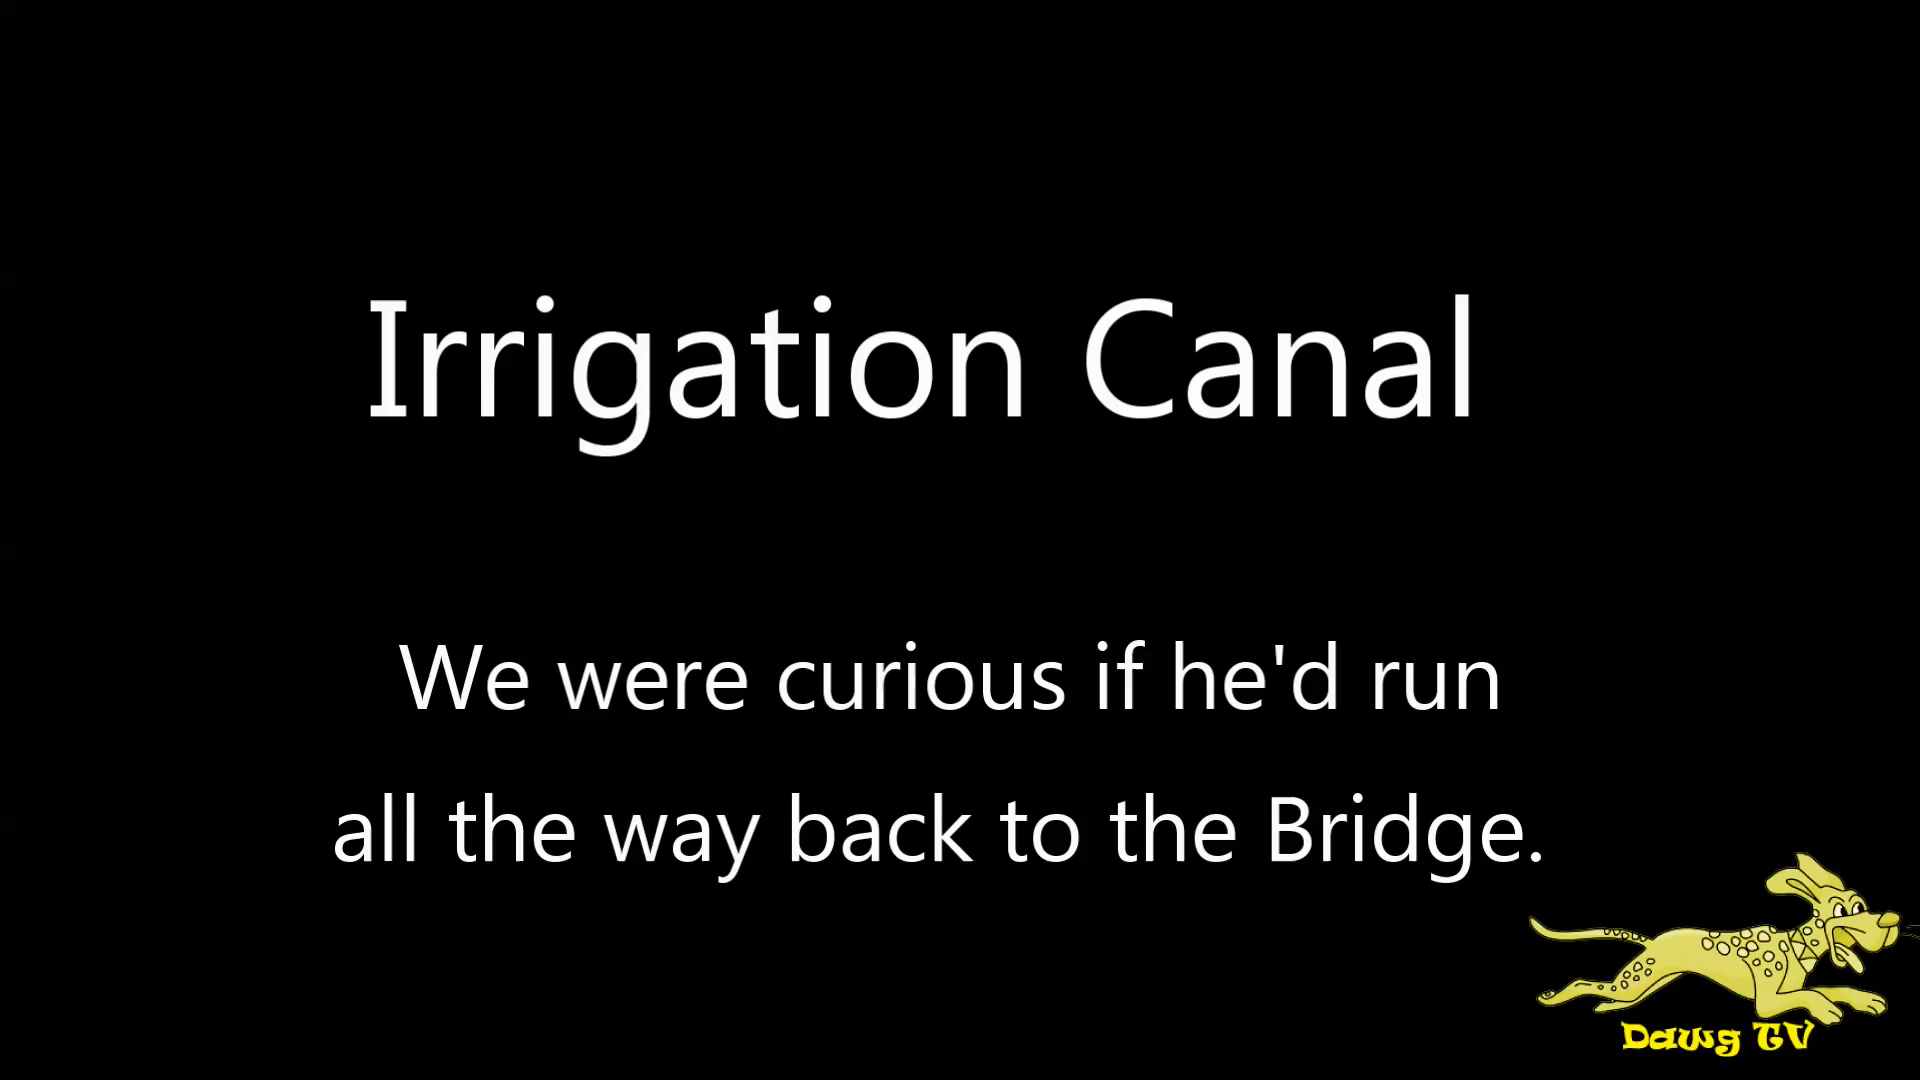 Irrigation Canal
We were curious if he'd run
all the way back to the Bridge.
Dawg TV